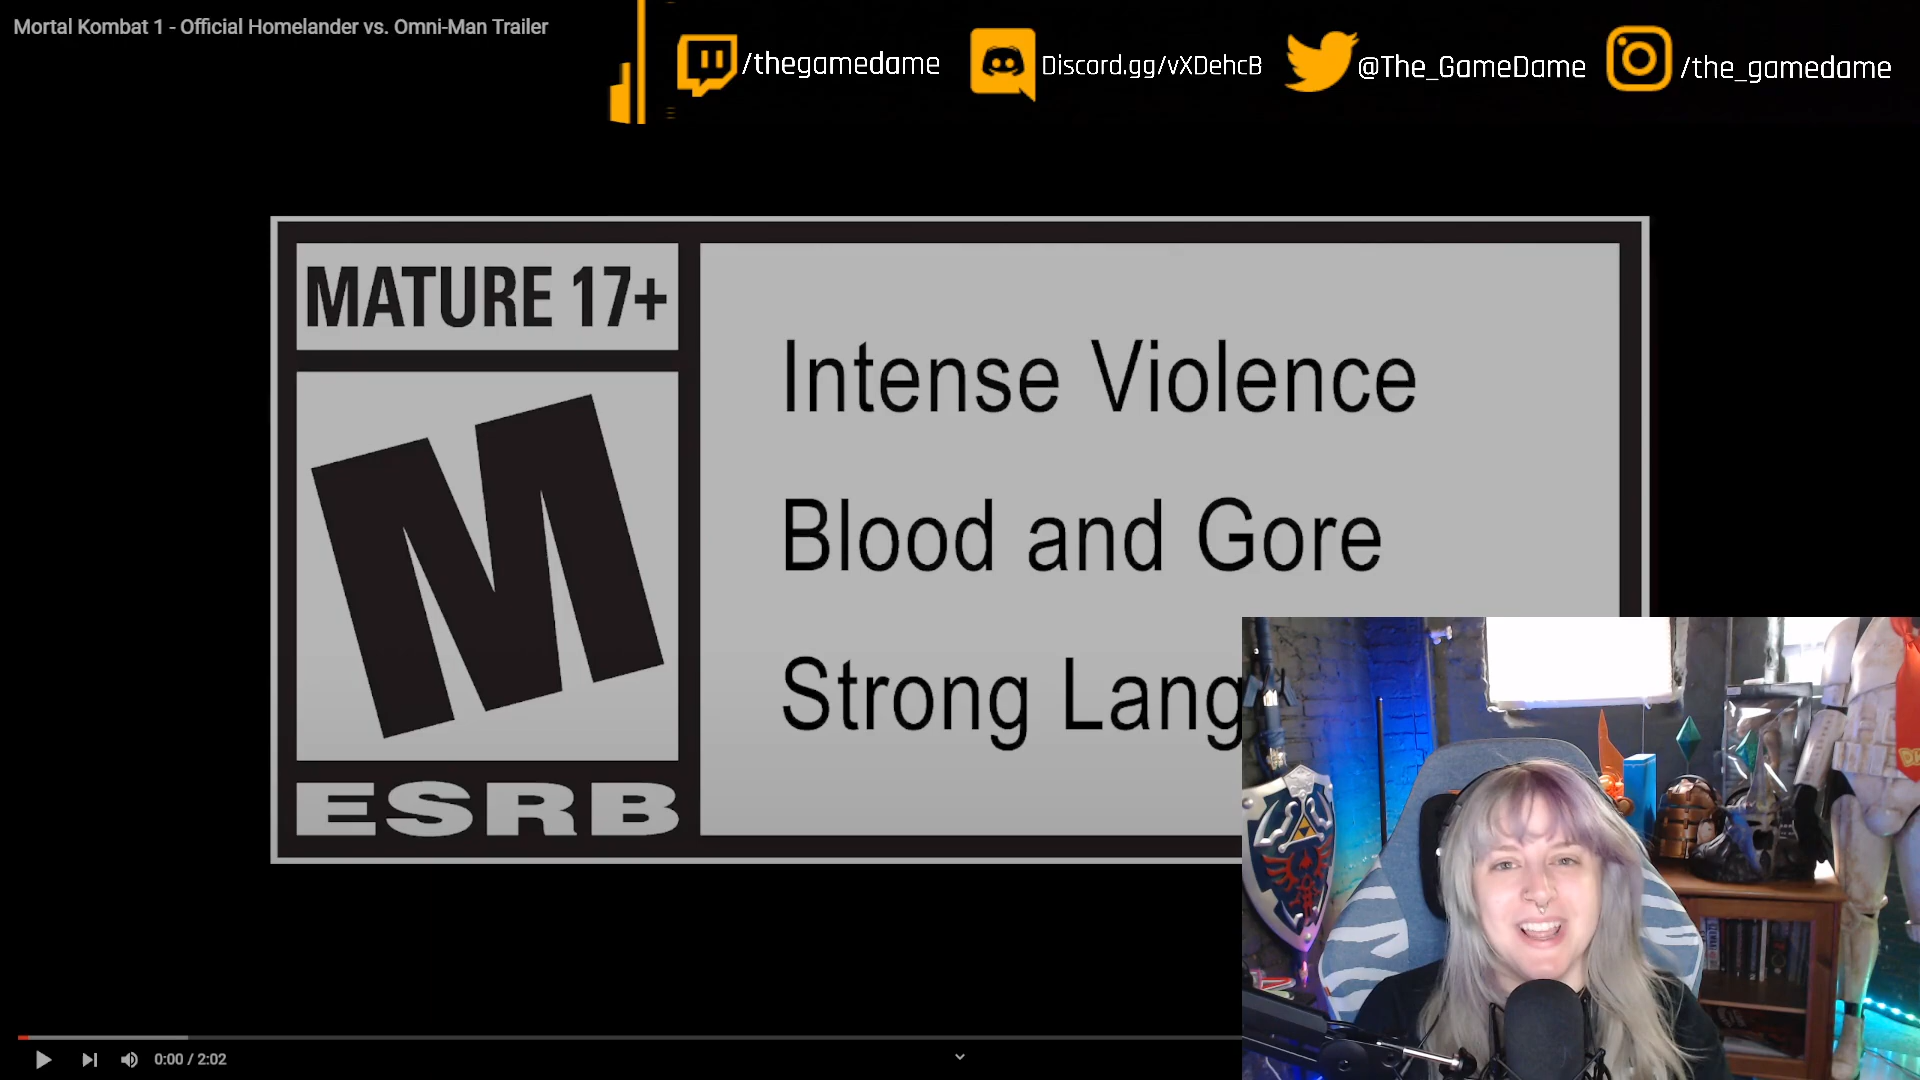 Mortal Kombat 1 - Official Homelander vs. Omni-Man Trailer
/thegamedame
Discord.gg/vXDehcB
@The_GameDame
/the_gamedame
MATURE 17+
M
ESRB
Intense Violence
Blood and Gore
Strong Lang
0:00 / 2:02